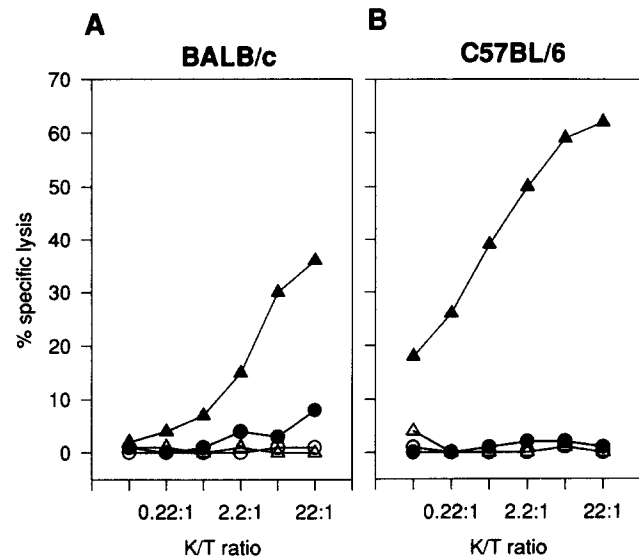 A
B
BALB/c
C57BL/6
% specific lysis
70
60
50
40
30
20
10
0
0.22:1 2.2:1 22:1
0.22:1 2.2:1 22:1
K/T ratio
K/T ratio